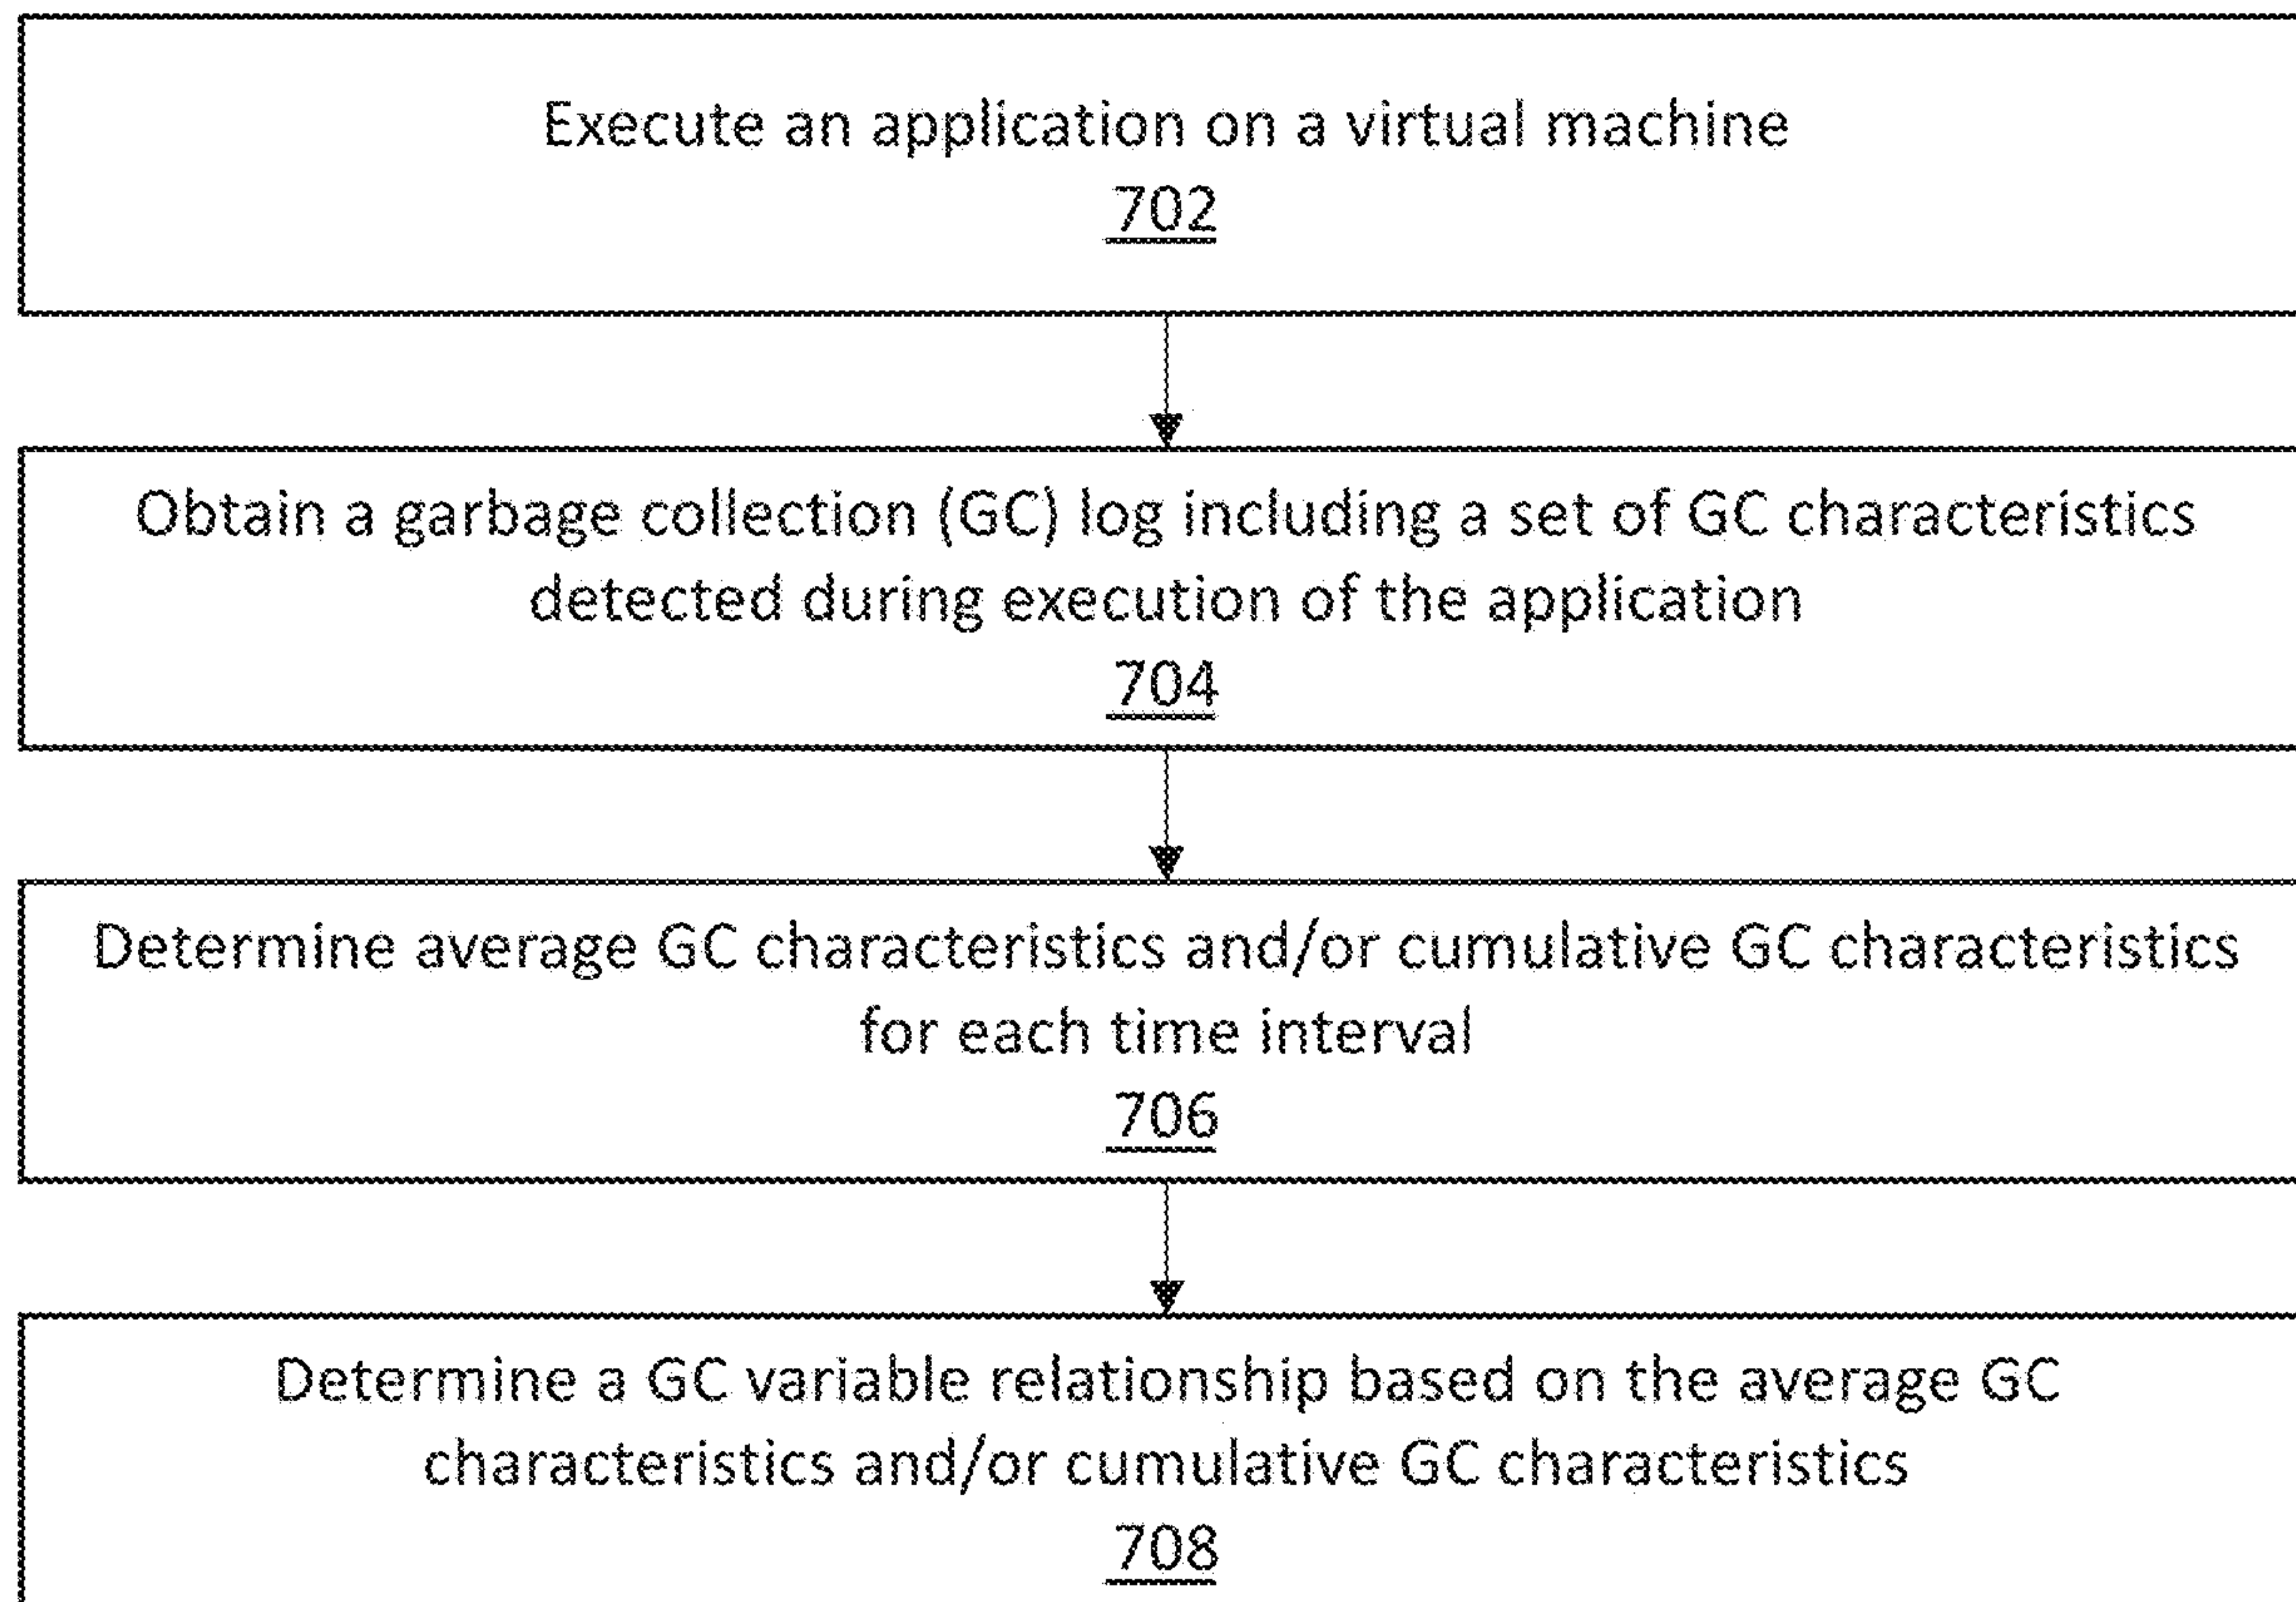 Execute an application on a virtual machine
702
Obtain a garbage collection (GC) log including a set of GC characteristics
detected during execution of the application
704
Determine average GC characteristics and/or cumulative GC characteristics
for each time interval
706
Determine a GC variable relationship based on the average GC
characteristics and/or cumulative GC characteristics
708